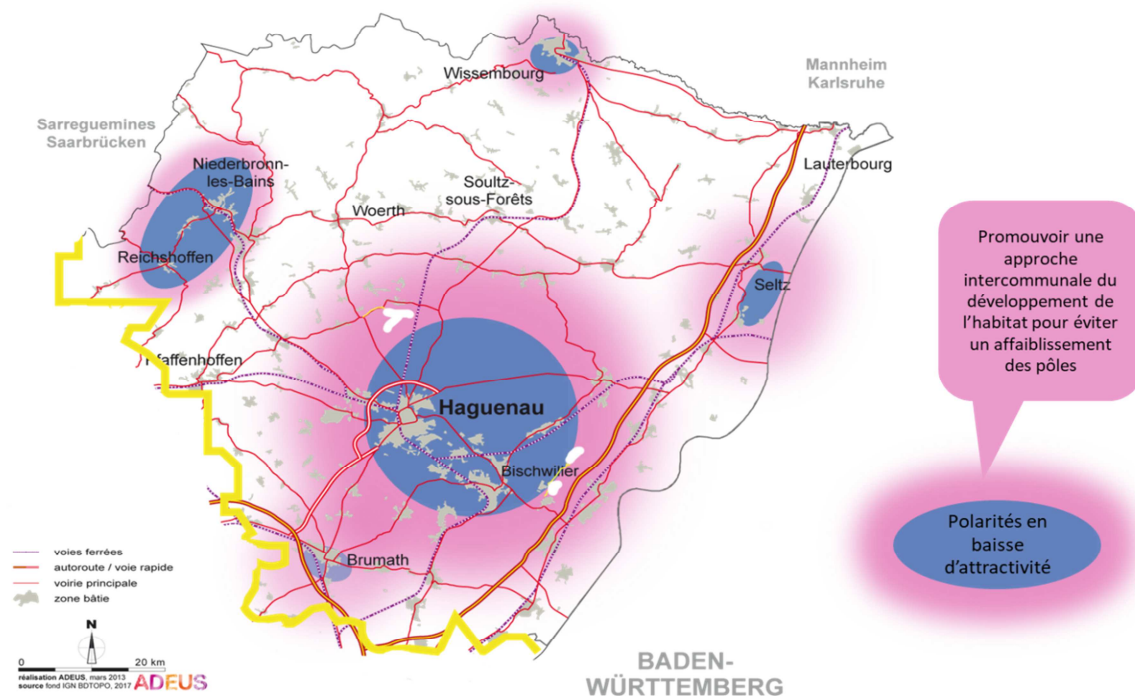 Wissembourg
Mannheim
Karlsruhe
Sarreguemines
Saarbrücken
Niederbronn-
les-Bains
Lauterbourg
Soultz-
sous-Forêts
Woerth
Reichshoffen
Seltz
Pfaffenhoffen
Haguenau
Bischwiller
Brumath
BADEN-
WÜRTTEMBERG
Promouvoir une
approche
intercommunale du
développement de
l'habitat pour éviter
un affaiblissement
des pôles
Polarités en
baisse
d'attractivité
voies ferrées
autoroute / voie rapide
voirie principale
zone bâtie
N
0 20 km
réalisation ADEUS, mars 2013
source fond IGN BDTOPO, 2017
ADEUS